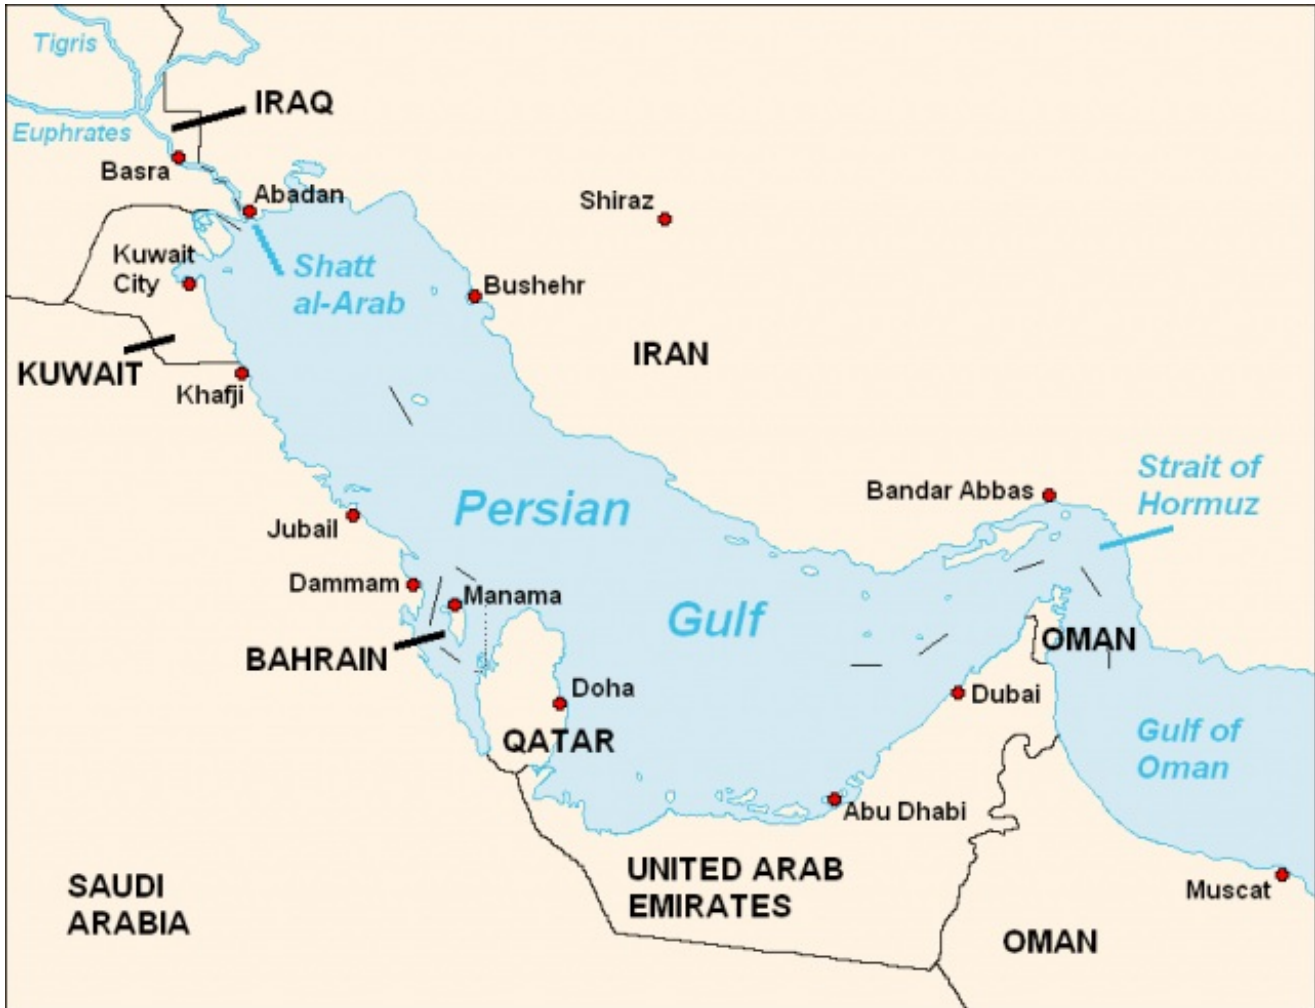 Tigris
IRAQ
Euphrates
Basra
Abadan
Shiraz
Kuwait
City
Shatt
al-Arab
Bushehr
KUWAIT
IRAN
Khafji
Strait of
Hormuz
Bandar Abbas
Persian
Jubail
Dammam
Manama
Gulf
BAHRAIN
OMAN
Doha
Dubai
QATAR
Gulf of
Oman
Abu Dhabi
UNITED ARAB
EMIRATES
SAUDI
ARABIA
Muscat
OMAN